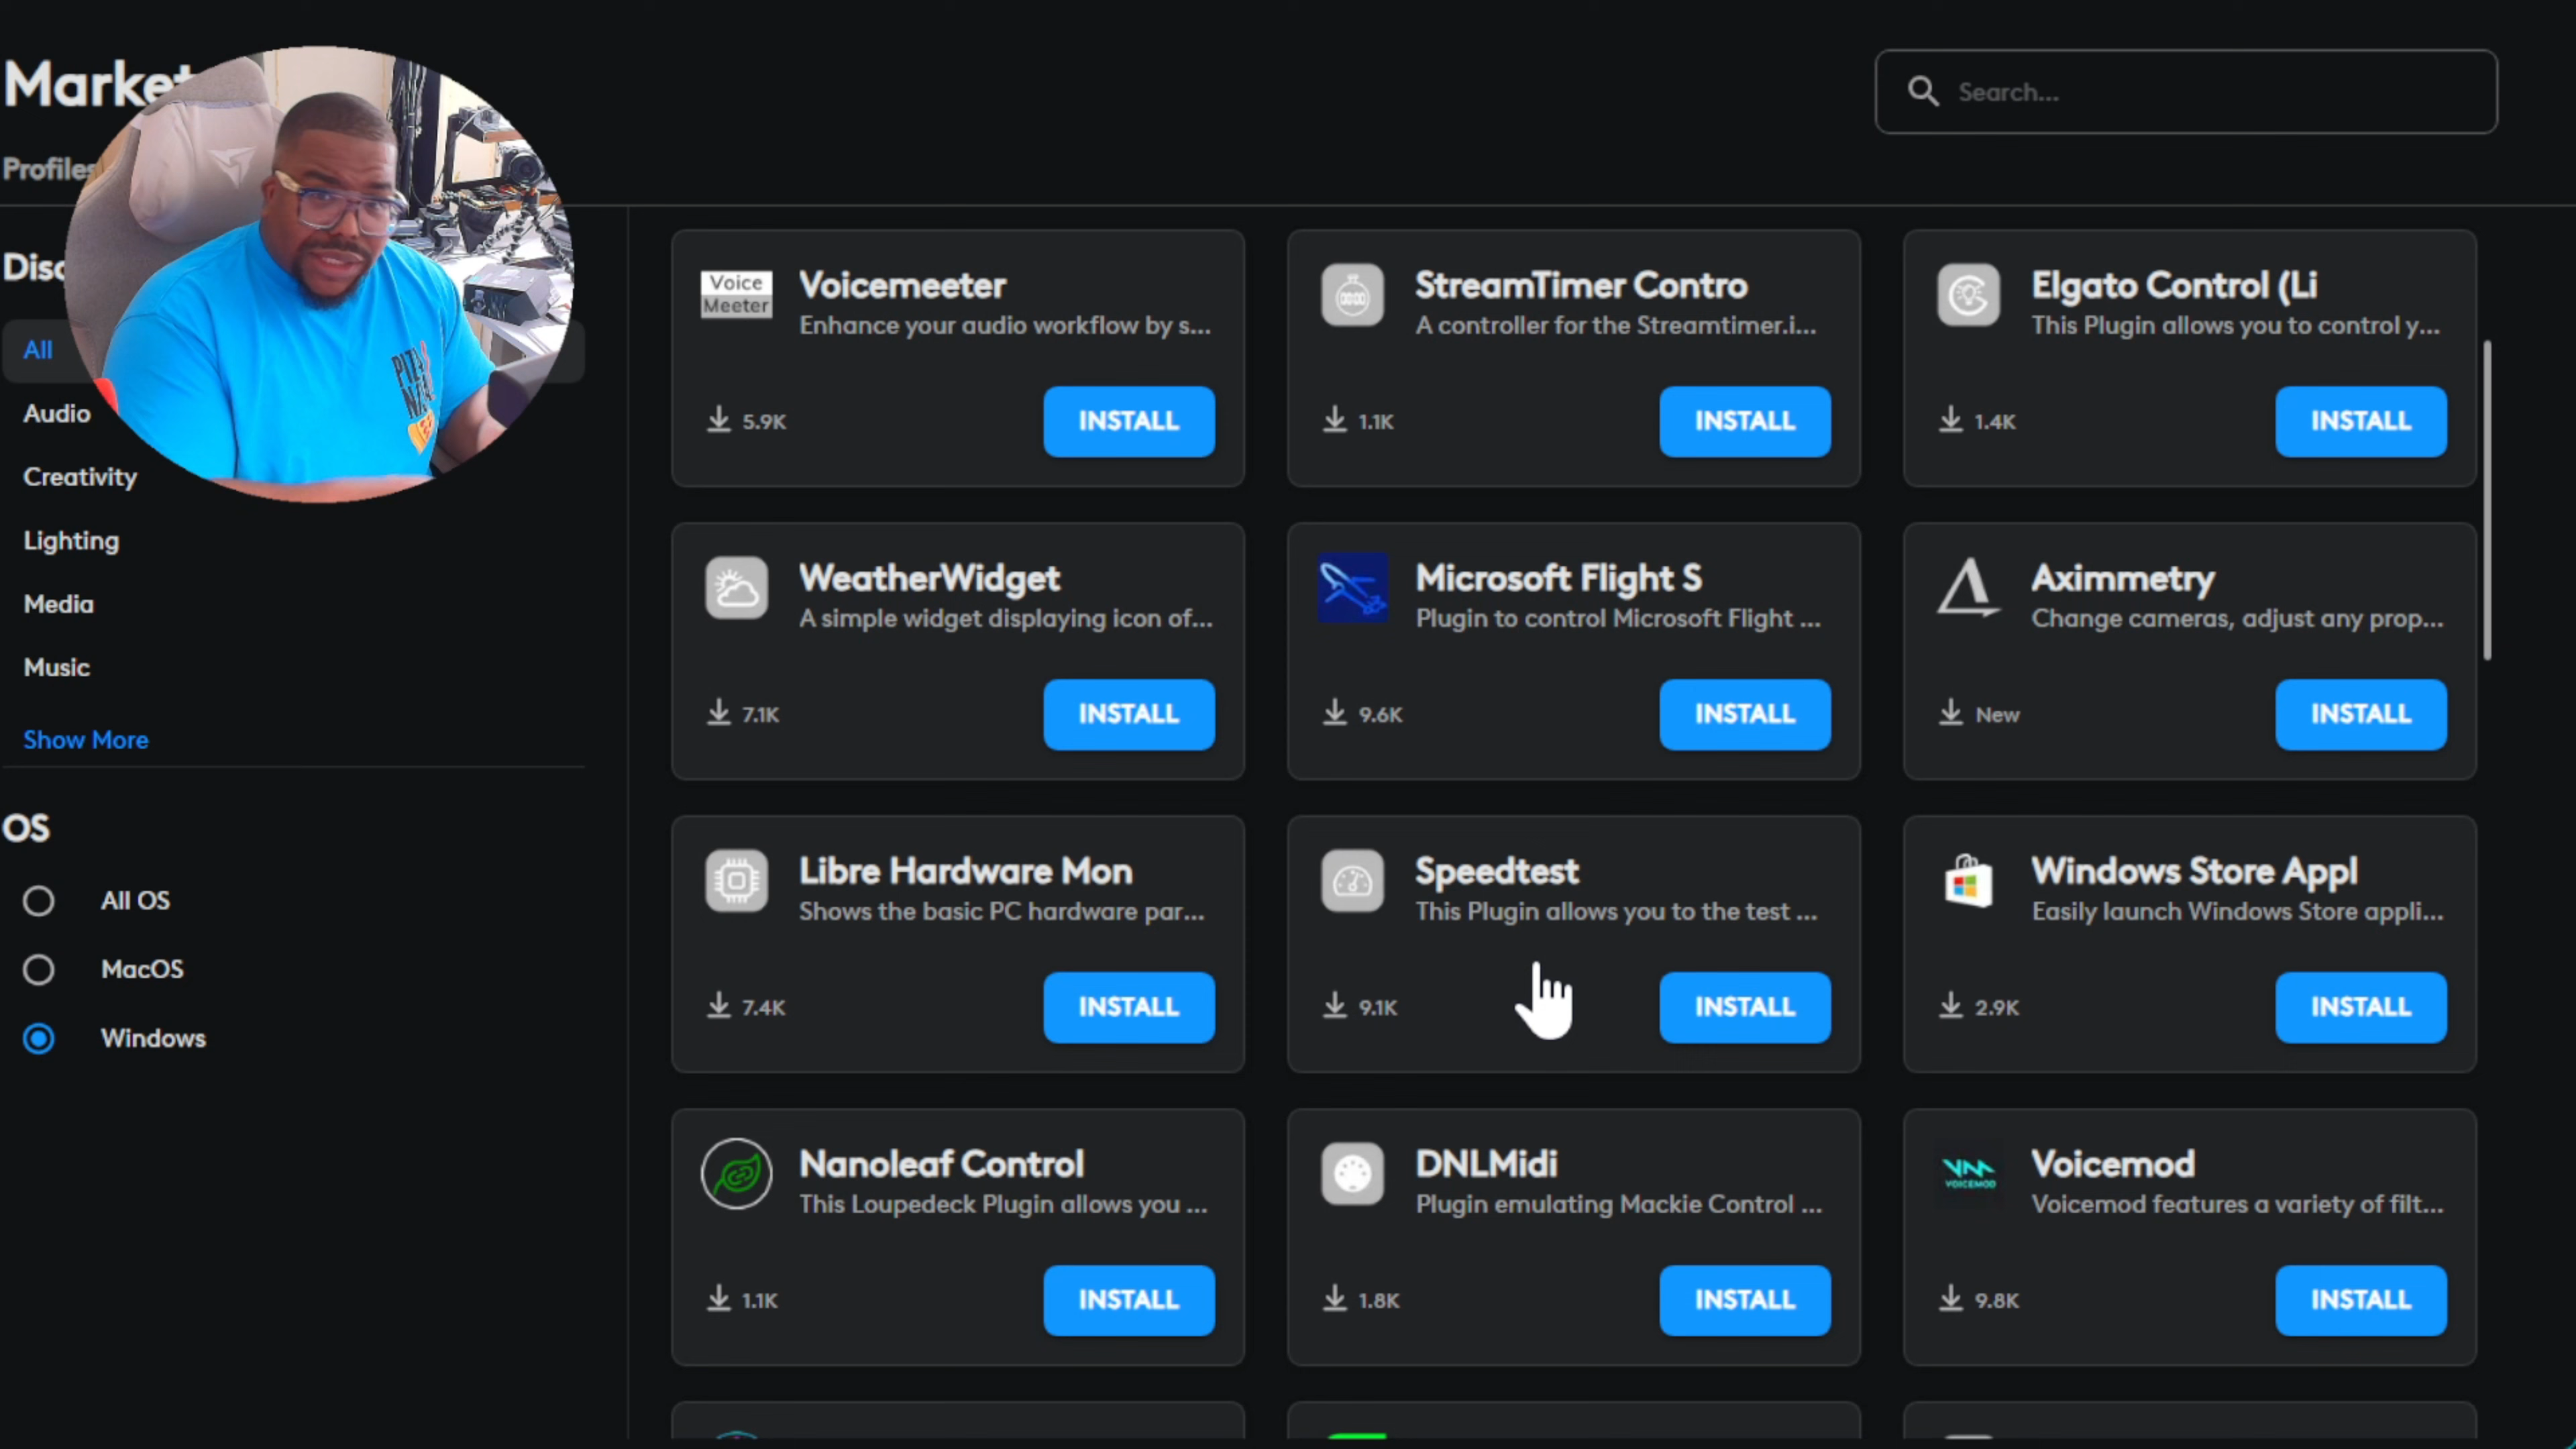 Market
Search...
Profiles
Disc
All
Audio
Creativity
Lighting
Media
Music
Show More
OS
All OS
MacOS
Windows
Voice
Meeter
Voicemeeter
Enhance your audio workflow by s...
5.9K
INSTALL
StreamTimer Contro
A controller for the Streamtimer.i...
1.1K
INSTALL
Elgato Control (Li
This Plugin allows you to control y...
1.4K
INSTALL
WeatherWidget
A simple widget displaying icon of...
7.1K
INSTALL
Microsoft Flight S
Plugin to control Microsoft Flight ...
9.6K
INSTALL
Aximmetry
Change cameras, adjust any prop...
New
INSTALL
Libre Hardware Mon
Shows the basic PC hardware par...
7.4K
INSTALL
Speedtest
This Plugin allows you to the test ...
9.1K
INSTALL
Windows Store Appl
Easily launch Windows Store appli...
2.9K
INSTALL
Nanoleaf Control
This Loupedeck Plugin allows you ...
1.1K
INSTALL
DNLMidi
Plugin emulating Mackie Control ...
1.8K
INSTALL
VOICEMOD
Voicemod
Voicemod features a variety of filt...
9.8K
INSTALL